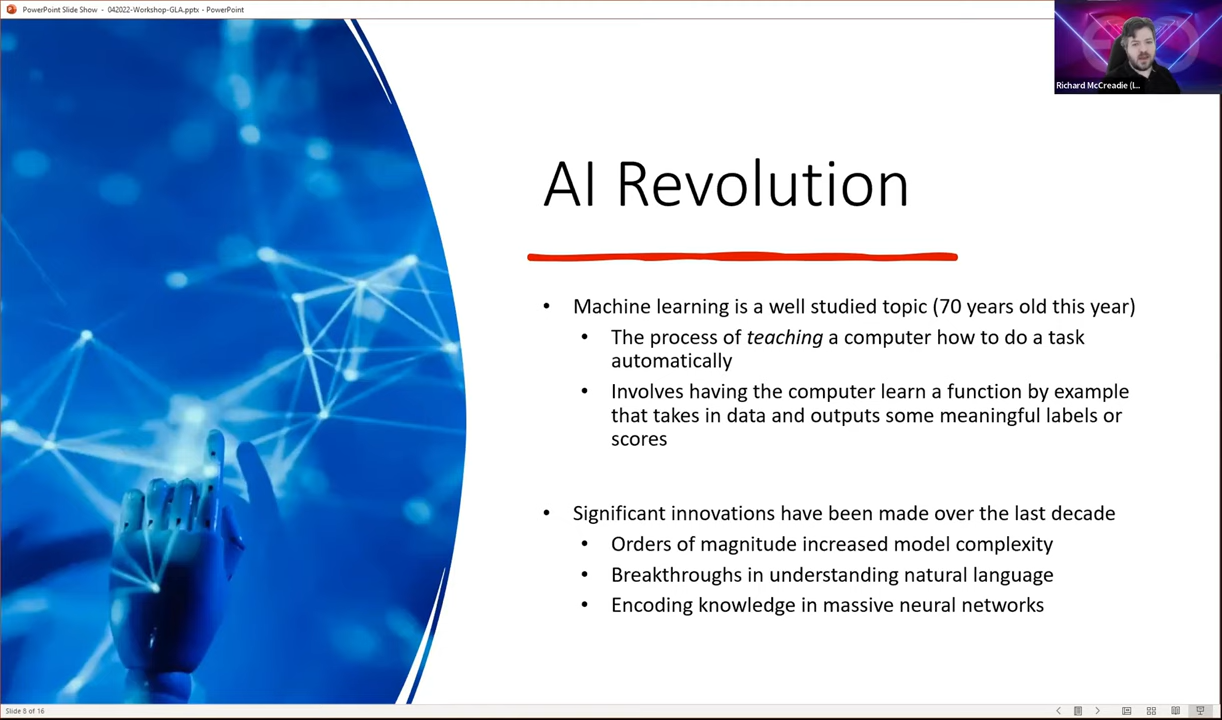 PowerPoint Slide Show - 042022-Workshop-GLA.pptx - PowerPoint
Richard McCreadie (L...
AI Revolution
• Machine learning is a well studied topic (70 years old this year)
• The process of teaching a computer how to do a task
automatically
• Involves having the computer learn a function by example
that takes in data and outputs some meaningful labels or
scores
• Significant innovations have been made over the last decade
• Orders of magnitude increased model complexity
• Breakthroughs in understanding natural language
• Encoding knowledge in massive neural networks
Slide 8 of 16